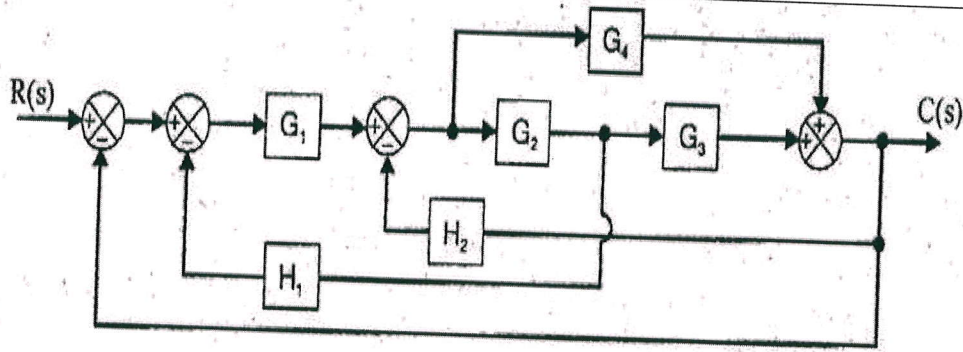 G₄
R(s)
C(s)
+
−
+
−
G₁
+
−
G₂
G₃
+
+
H₂
H₁